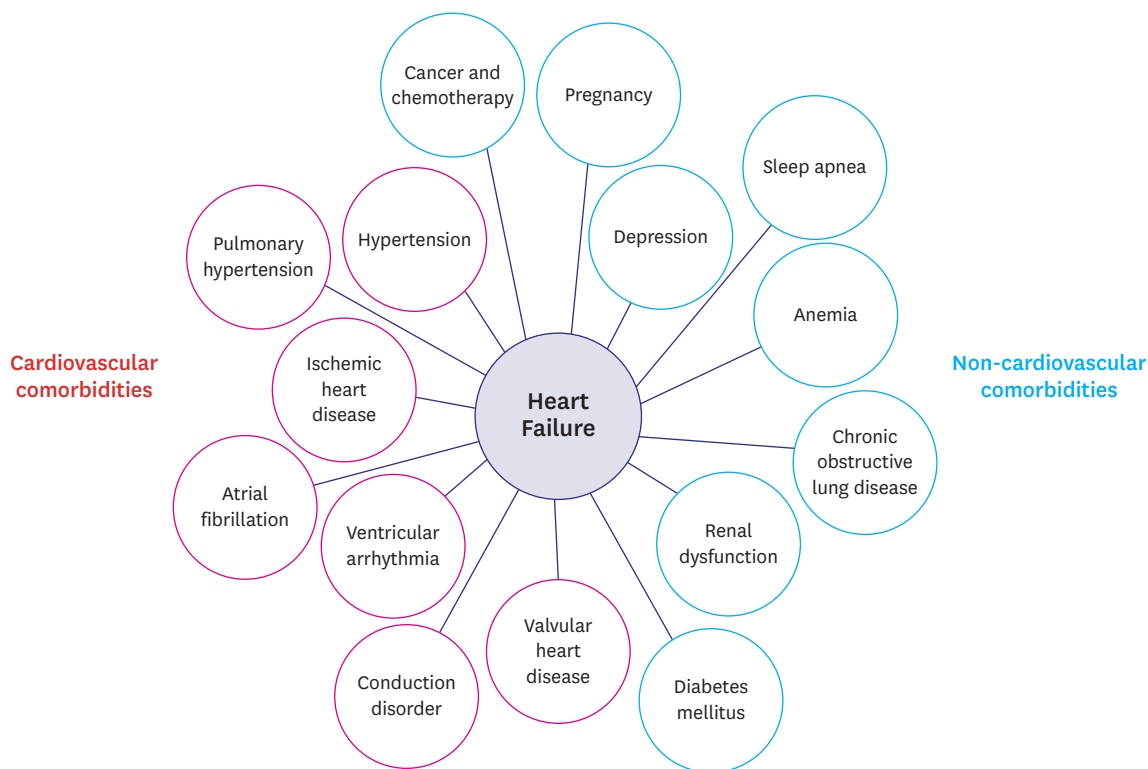 Cancer and
chemotherapy
Pregnancy
Sleep apnea
Hypertension
Depression
Pulmonary
hypertension
Anemia
Cardiovascular
comorbidities
Ischemic
heart
disease
Heart
Failure
Non-cardiovascular
comorbidities
Chronic
obstructive
lung disease
Atrial
fibrillation
Ventricular
arrhythmia
Renal
dysfunction
Valvular
heart
disease
Conduction
disorder
Diabetes
mellitus